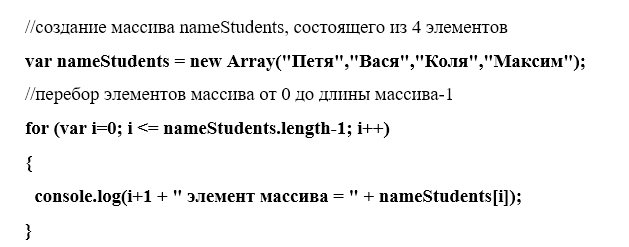 //создание массива nameStudents, состоящего из 4 элементов
var nameStudents = new Array("Петя","Вася","Коля","Максим");
//перебор элементов массива от 0 до длины массива-1
for (var i=0; i <= nameStudents.length-1; i++)
{
console.log(i+1 + " элемент массива = " + nameStudents[i]);
}